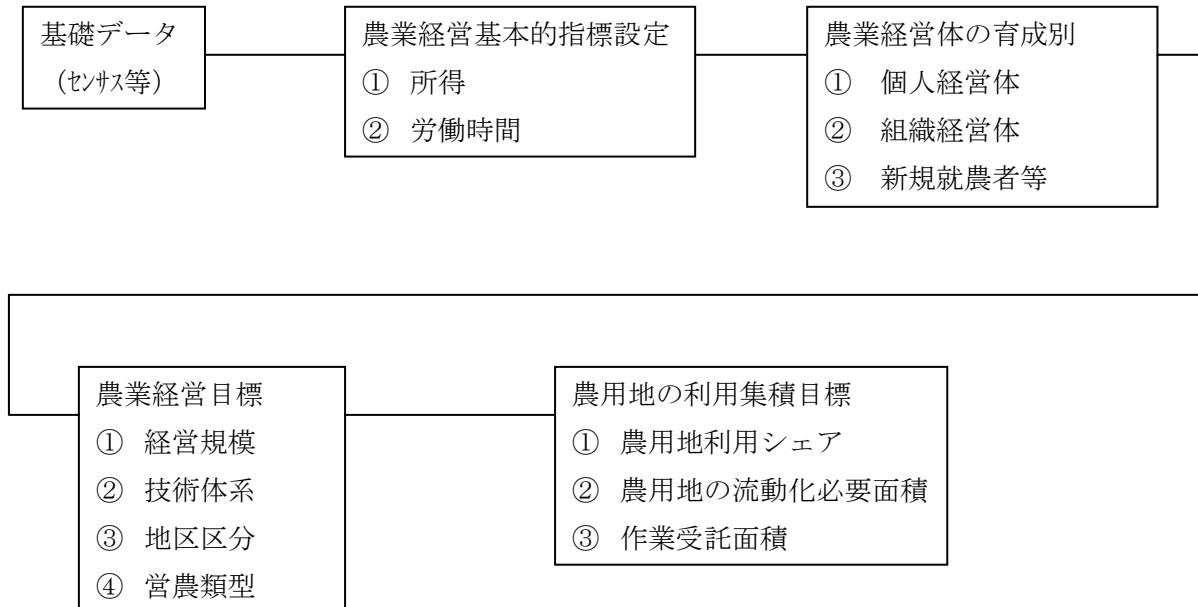 基礎データ
(ｾﾝｻｽ等)
農業経営基本的指標設定
① 所得
② 労働時間
農業経営体の育成別
① 個人経営体
② 組織経営体
③ 新規就農者等
農業経営目標
① 経営規模
② 技術体系
③ 地区区分
④ 営農類型
農用地の利用集積目標
① 農用地利用シェア
② 農用地の流動化必要面積
③ 作業受託面積